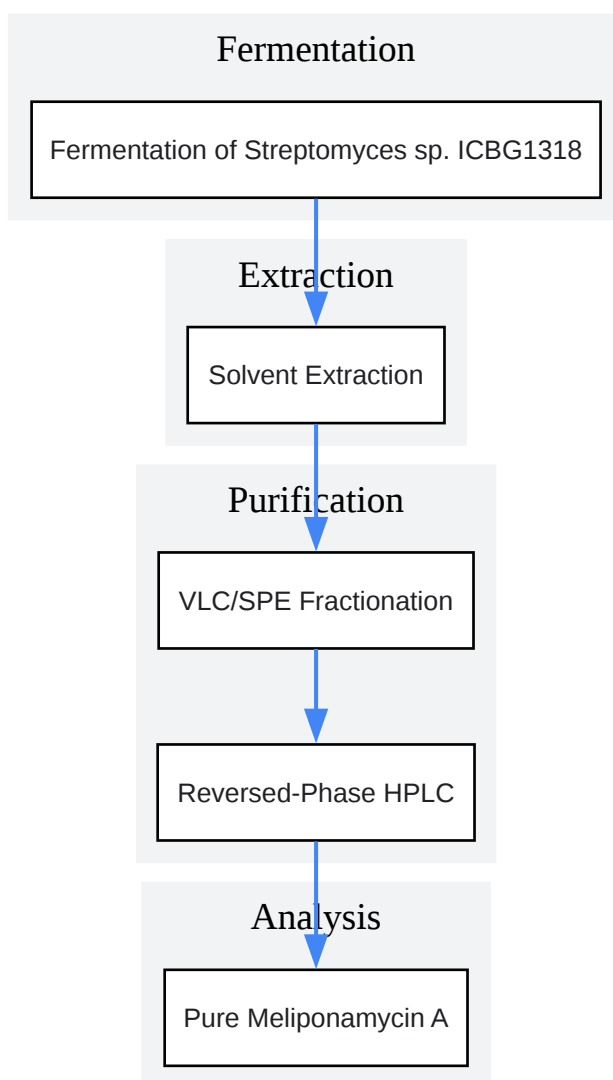 Fermentation
Fermentation of Streptomyces sp. ICBG1318
Extraction
Solvent Extraction
Purification
VLC/SPE Fractionation
Reversed-Phase HPLC
Analysis
Pure Meliponamycin A